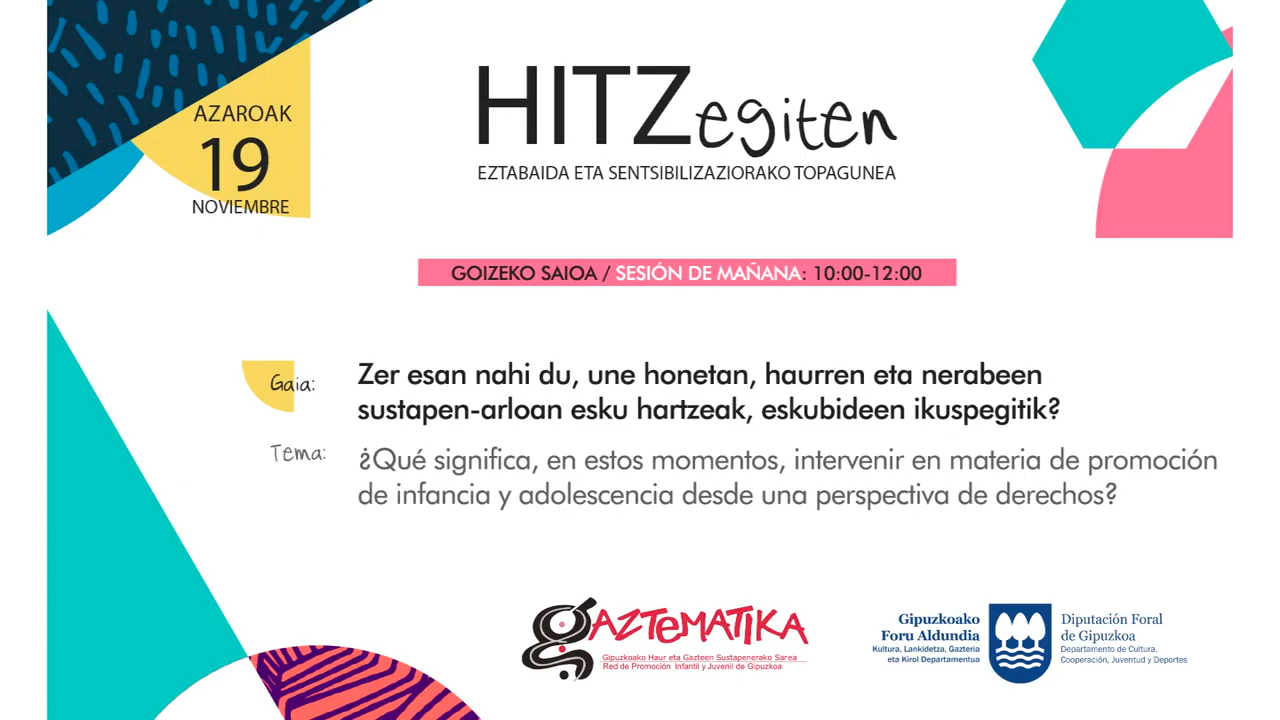 AZAROAK
19
NOVIEMBRE
HITZegiten
EZTABAIDA ETA SENTSIBILIZAZIORAKO TOPAGUNEA
GOIZEKO SAIOA / SESIÓN DE MAÑANA: 10:00-12:00
Gaia:
Zer esan nahi du, une honetan, haurren eta nerabeen
sustapen-arloan esku hartzeak, eskubideen ikuspegitik?
Tema:
¿Qué significa, en estos momentos, intervenir en materia de promoción
de infancia y adolescencia desde una perspectiva de derechos?
gAZTeMATIKA
Gipuzkoako Haur eta Gazteen Sustapenerako Sarea
Red de Promoción Infantil y Juvenil de Gipuzkoa
Gipuzkoako
Foru Aldundia
Kultura, Lankidetza, Gazteria
eta Kirol Departamentua
Diputación Foral
de Gipuzkoa
Departamento de Cultura,
Cooperación, Juventud y Deportes